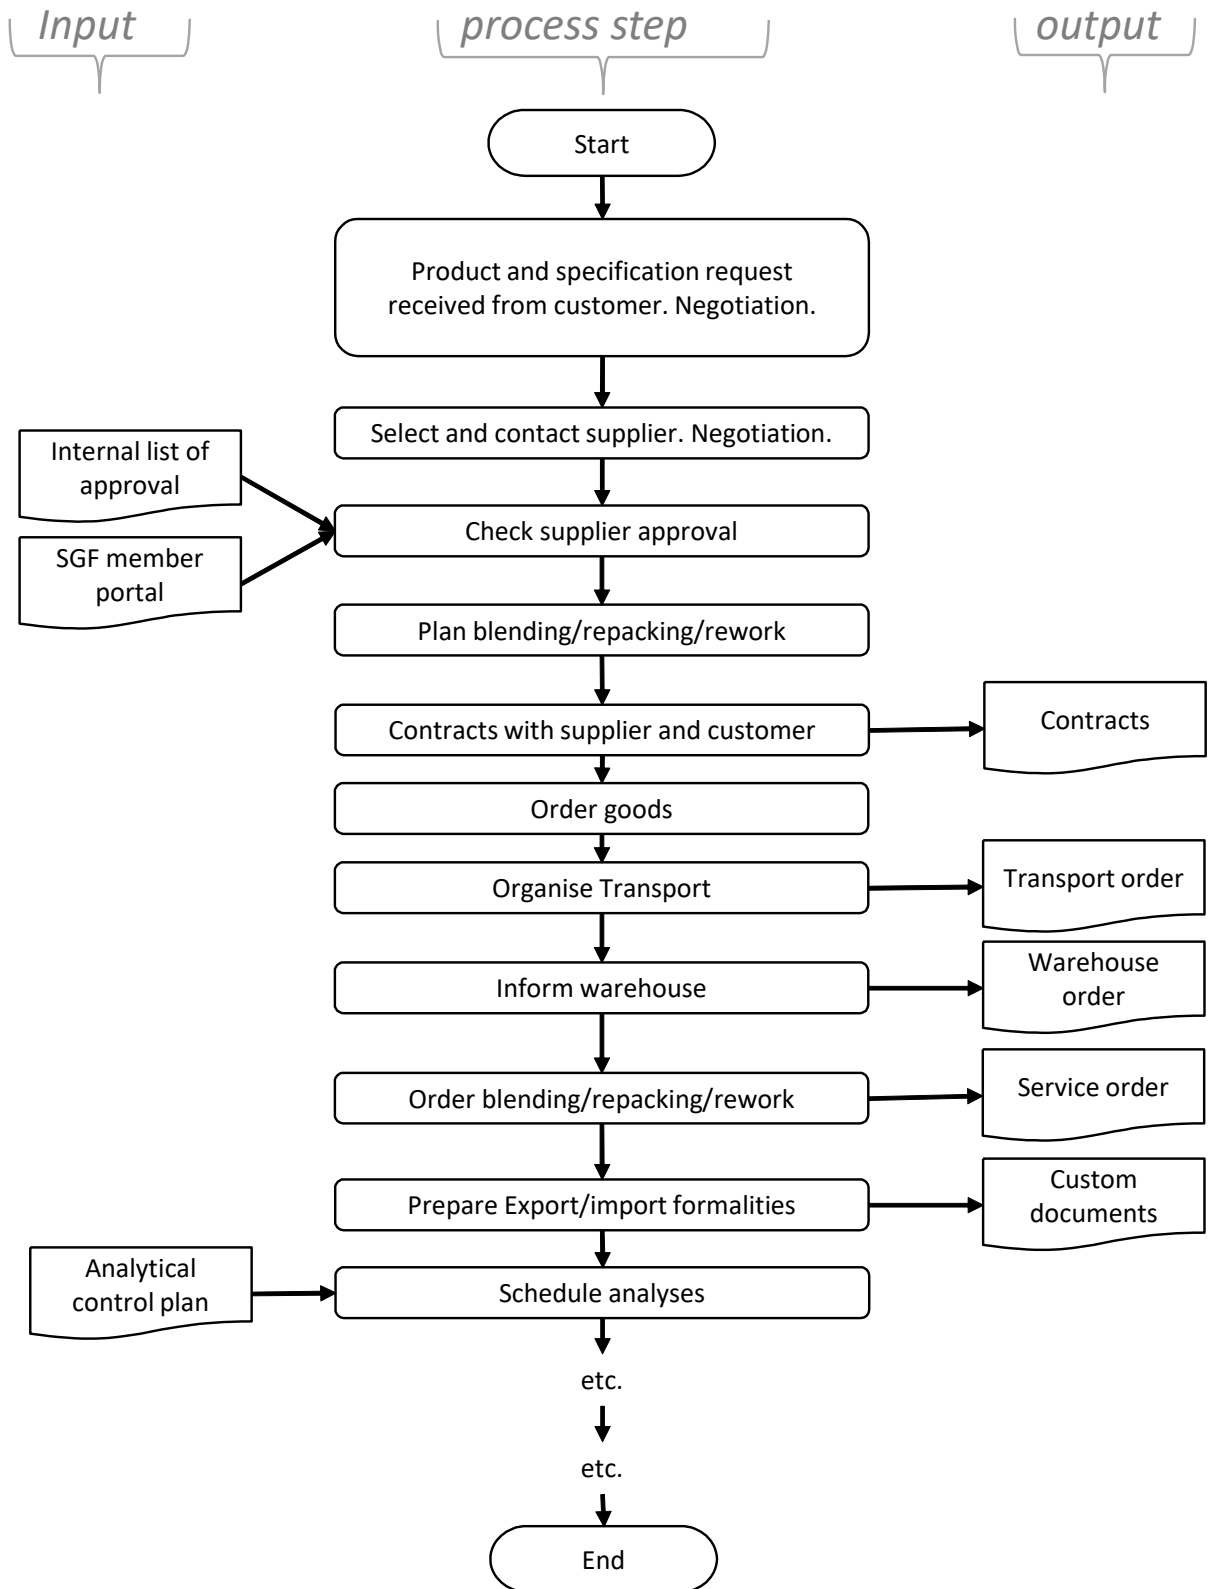 Input
process step
output
Start
Product and specification request
received from customer. Negotiation.
Select and contact supplier. Negotiation.
Internal list of
approval
Check supplier approval
SGF member
portal
Plan blending/repacking/rework
Contracts with supplier and customer
Contracts
Order goods
Organise Transport
Transport order
Inform warehouse
Warehouse
order
Order blending/repacking/rework
Service order
Prepare Export/import formalities
Custom
documents
Analytical
control plan
Schedule analyses
etc.
etc.
End